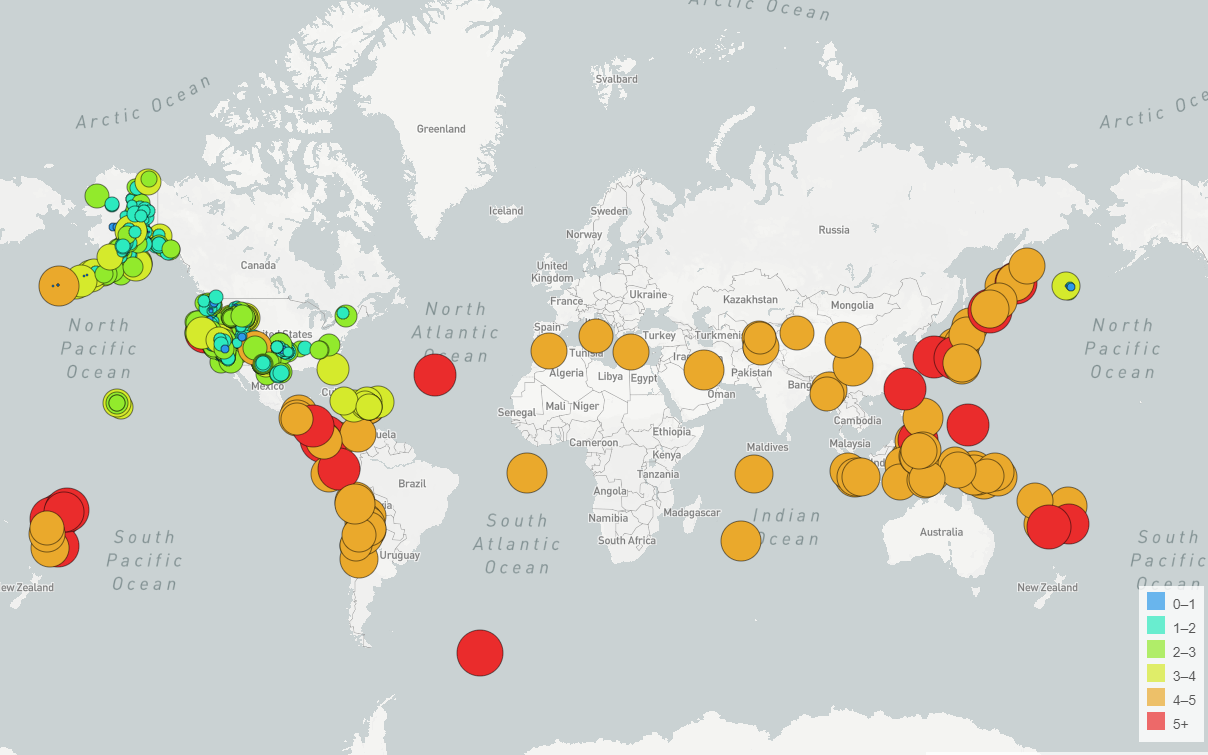 Arctic Ocean
Svalbard
Arctic Ocean
Arctic Oce
Greenland
Iceland
Sweden
Norway
Russia
Canada
United
Kingdom
Ukraine
France
Kazakhstan
Mongolia
North
Pacific
Ocean
North
Atlantic
Ocean
Spain
Turkey
Turkmeni
Tunisia
Mexico
Algeria
Libya
Egypt
Pakistan
Oman
Bang
North
Pacific
Ocean
Senegal
Mali
Niger
Ethiopia
Cambodia
Cameroon
Kenya
Maldives
Malaysia
Tanzania
Brazil
Angola
Namibia
Madagascar
South Africa
Uruguay
South
Pacific
Ocean
South
Atlantic
Ocean
Indian
Australia
South
Pacific
Ocean
ew Zealand
New Zealand
0–1
1–2
2–3
3–4
4–5
5+